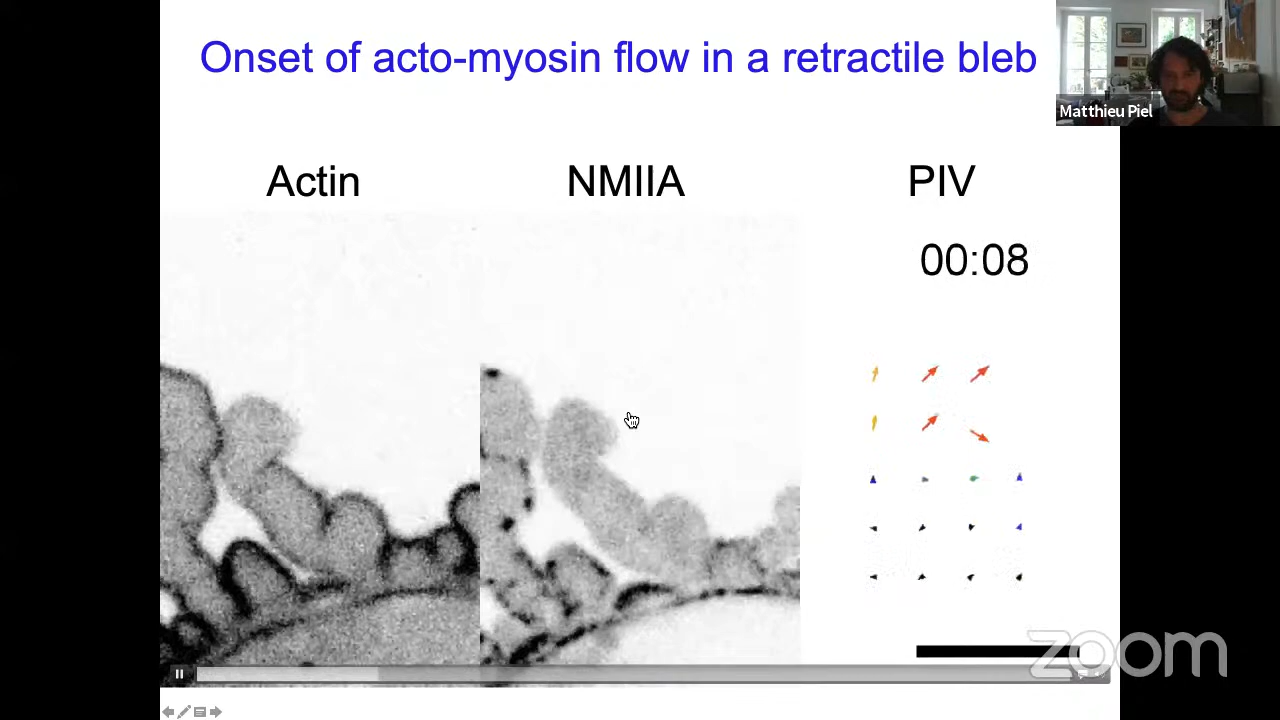 Onset of acto-myosin flow in a retractile bleb
Matthieu Piel
Actin NMIIA PIV
00:08
zoom